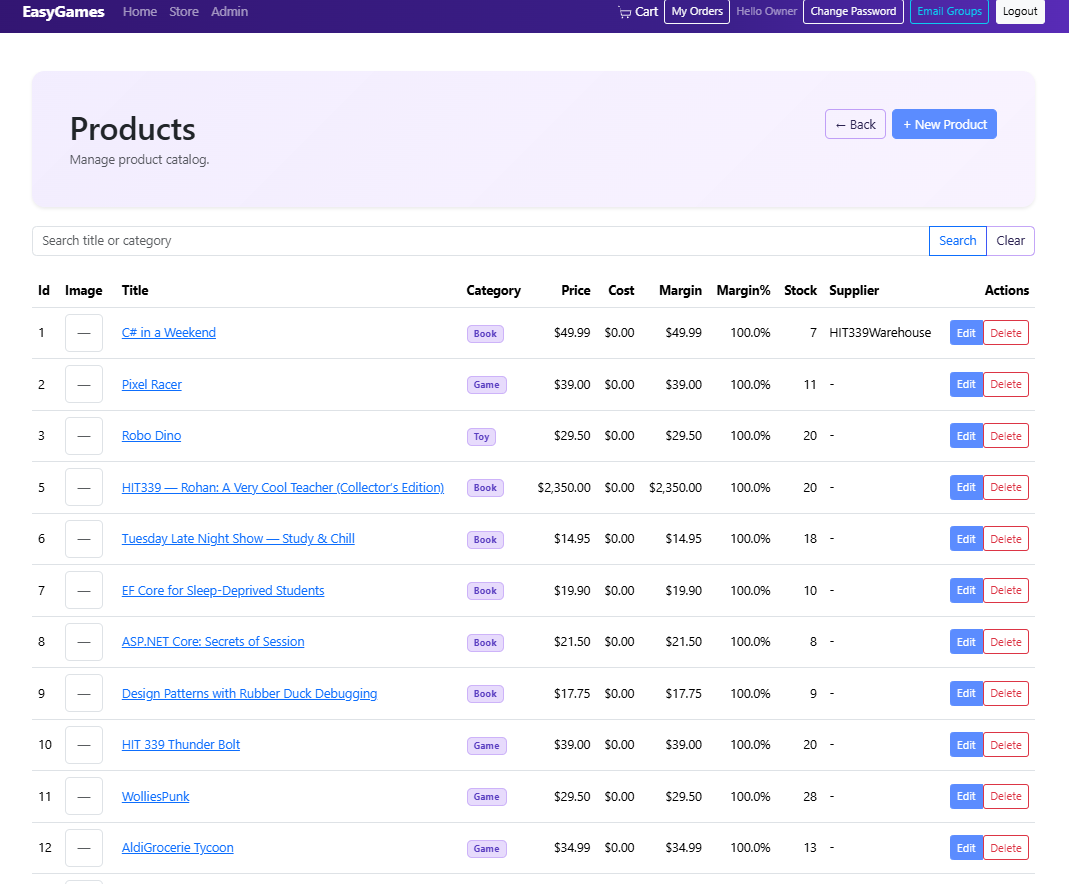 EasyGames Home Store Admin Cart My Orders Hello Owner Change Password Email Groups Logout
Products
← Back + New Product
Manage product catalog.
Search title or category Search Clear
Id Image Title Category Price Cost Margin Margin% Stock Supplier Actions
1 — C# in a Weekend Book $49.99 $0.00 $49.99 100.0% 7 HIT339Warehouse Edit Delete
2 — Pixel Racer Game $39.00 $0.00 $39.00 100.0% 11 - Edit Delete
3 — Robo Dino Toy $29.50 $0.00 $29.50 100.0% 20 - Edit Delete
5 — HIT339 — Rohan: A Very Cool Teacher (Collector's Edition) Book $2,350.00 $0.00 $2,350.00 100.0% 20 - Edit Delete
6 — Tuesday Late Night Show — Study & Chill Book $14.95 $0.00 $14.95 100.0% 18 - Edit Delete
7 — EF Core for Sleep-Deprived Students Book $19.90 $0.00 $19.90 100.0% 10 - Edit Delete
8 — ASP.NET Core: Secrets of Session Book $21.50 $0.00 $21.50 100.0% 8 - Edit Delete
9 — Design Patterns with Rubber Duck Debugging Book $17.75 $0.00 $17.75 100.0% 9 - Edit Delete
10 — HIT 339 Thunder Bolt Game $39.00 $0.00 $39.00 100.0% 20 - Edit Delete
11 — WolliesPunk Game $29.50 $0.00 $29.50 100.0% 28 - Edit Delete
12 — AldiGrocerie Tycoon Game $34.99 $0.00 $34.99 100.0% 13 - Edit Delete